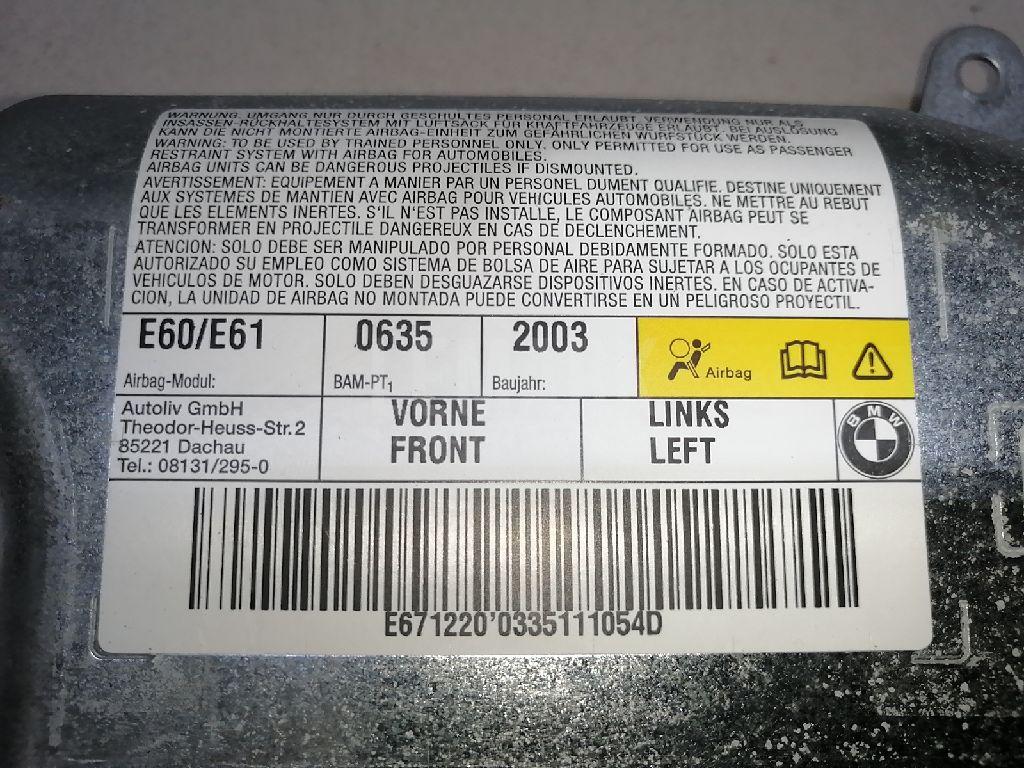 WARNUNG: UMGANG NUR DURCH GESCHULTES PERSONAL ERLAUBT. VERWENDUNG NUR ALS
INSASSEN-RÜCKHALTESYSTEM MIT LUFTSACK FÜR KRAFTFAHRZEUGE ERLAUBT. BEI AUSLÖSUNG
KANN DIE NICHT MONTIERTE AIRBAG-EINHEIT ZUM GEFÄHRLICHEN WURFSTÜCK WERDEN.
WARNING: TO BE USED BY TRAINED PERSONNEL ONLY. ONLY PERMITTED FOR USE AS PASSENGER
RESTRAINT SYSTEM WITH AIRBAG FOR AUTOMOBILES.
AIRBAG UNITS CAN BE DANGEROUS PROJECTILES IF DISMOUNTED.
AVERTISSEMENT: EQUIPEMENT A MANIER PAR UN PERSONEL DUMENT QUALIFIE. DESTINE UNIQUEMENT
AUX SYSTEMES DE MANTIEN AVEC AIRBAG POUR VEHICULES AUTOMOBILES. NE METTRE AU REBUT
QUE LES ELEMENTS INERTES. S'IL N'EST PAS INSTALLE, LE COMPOSANT AIRBAG PEUT SE
TRANSFORMER EN PROJECTILE DANGEREUX EN CAS DE DECLENCHEMENT.
ATENCION: SOLO DEBE SER MANIPULADO POR PERSONAL DEBIDAMENTE FORMADO. SOLO ESTA
AUTORIZADO SU EMPLEO COMO SISTEMA DE BOLSA DE AIRE PARA SUJETAR A LOS OCUPANTES DE
VEHICULOS DE MOTOR. SOLO DEBEN DESGUAZARSE DISPOSITIVOS INERTES. EN CASO DE ACTIVA-
CION, LA UNIDAD DE AIRBAG NO MONTADA PUEDE CONVERTIRSE EN UN PELIGROSO PROYECTIL.
E60/E61 0635 2003
Airbag-Modul: BAM-PT1 Baujahr: Airbag
Autoliv GmbH
Theodor-Heuss-Str. 2
85221 Dachau
Tel.: 08131/295-0
VORNE LINKS
FRONT LEFT
BMW
E671220'0335111054D